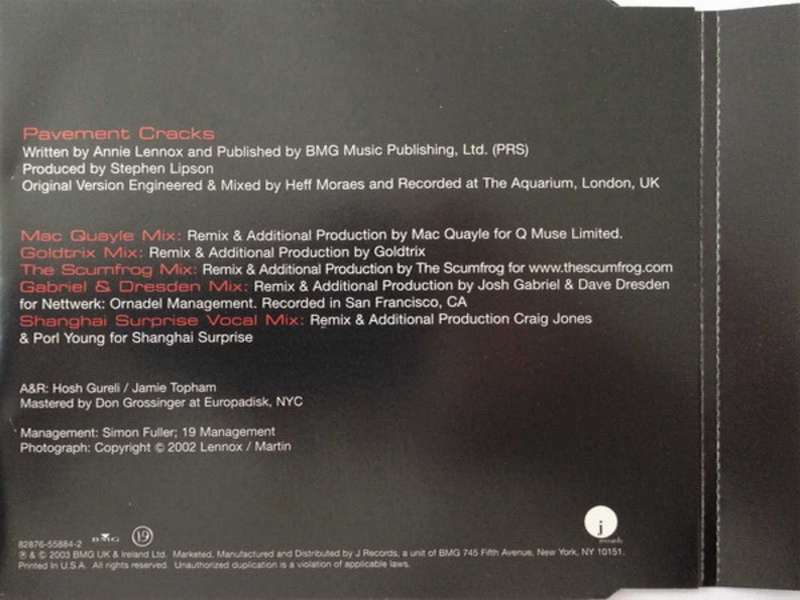 Pavement Cracks
Written by Annie Lennox and Published by BMG Music Publishing, Ltd. (PRS)
Produced by Stephen Lipson
Original Version Engineered & Mixed by Heff Moraes and Recorded at The Aquarium, London, UK
Mac Quayle Mix: Remix & Additional Production by Mac Quayle for Q Muse Limited.
Goldtrix Mix: Remix & Additional Production by Goldtrix
The Scumfrog Mix: Remix & Additional Production by The Scumfrog for www.thescumfrog.com
Gabriel & Dresden Mix: Remix & Additional Production by Josh Gabriel & Dave Dresden
for Nettwerk: Ornadel Management. Recorded in San Francisco, CA
Shanghai Surprise Vocal Mix: Remix & Additional Production Craig Jones
& Porl Young for Shanghai Surprise
A&R: Hosh Gureli / Jamie Topham
Mastered by Don Grossinger at Europadisk, NYC
Management: Simon Fuller; 19 Management
Photograph: Copyright © 2002 Lennox / Martin
82876-55884-2 BMG 19
j records
℗ & © 2003 BMG UK & Ireland Ltd. Marketed, Manufactured and Distributed by J Records, a unit of BMG 745 Fifth Avenue, New York, NY 10151.
Printed in U.S.A. All rights reserved. Unauthorized duplication is a violation of applicable laws.